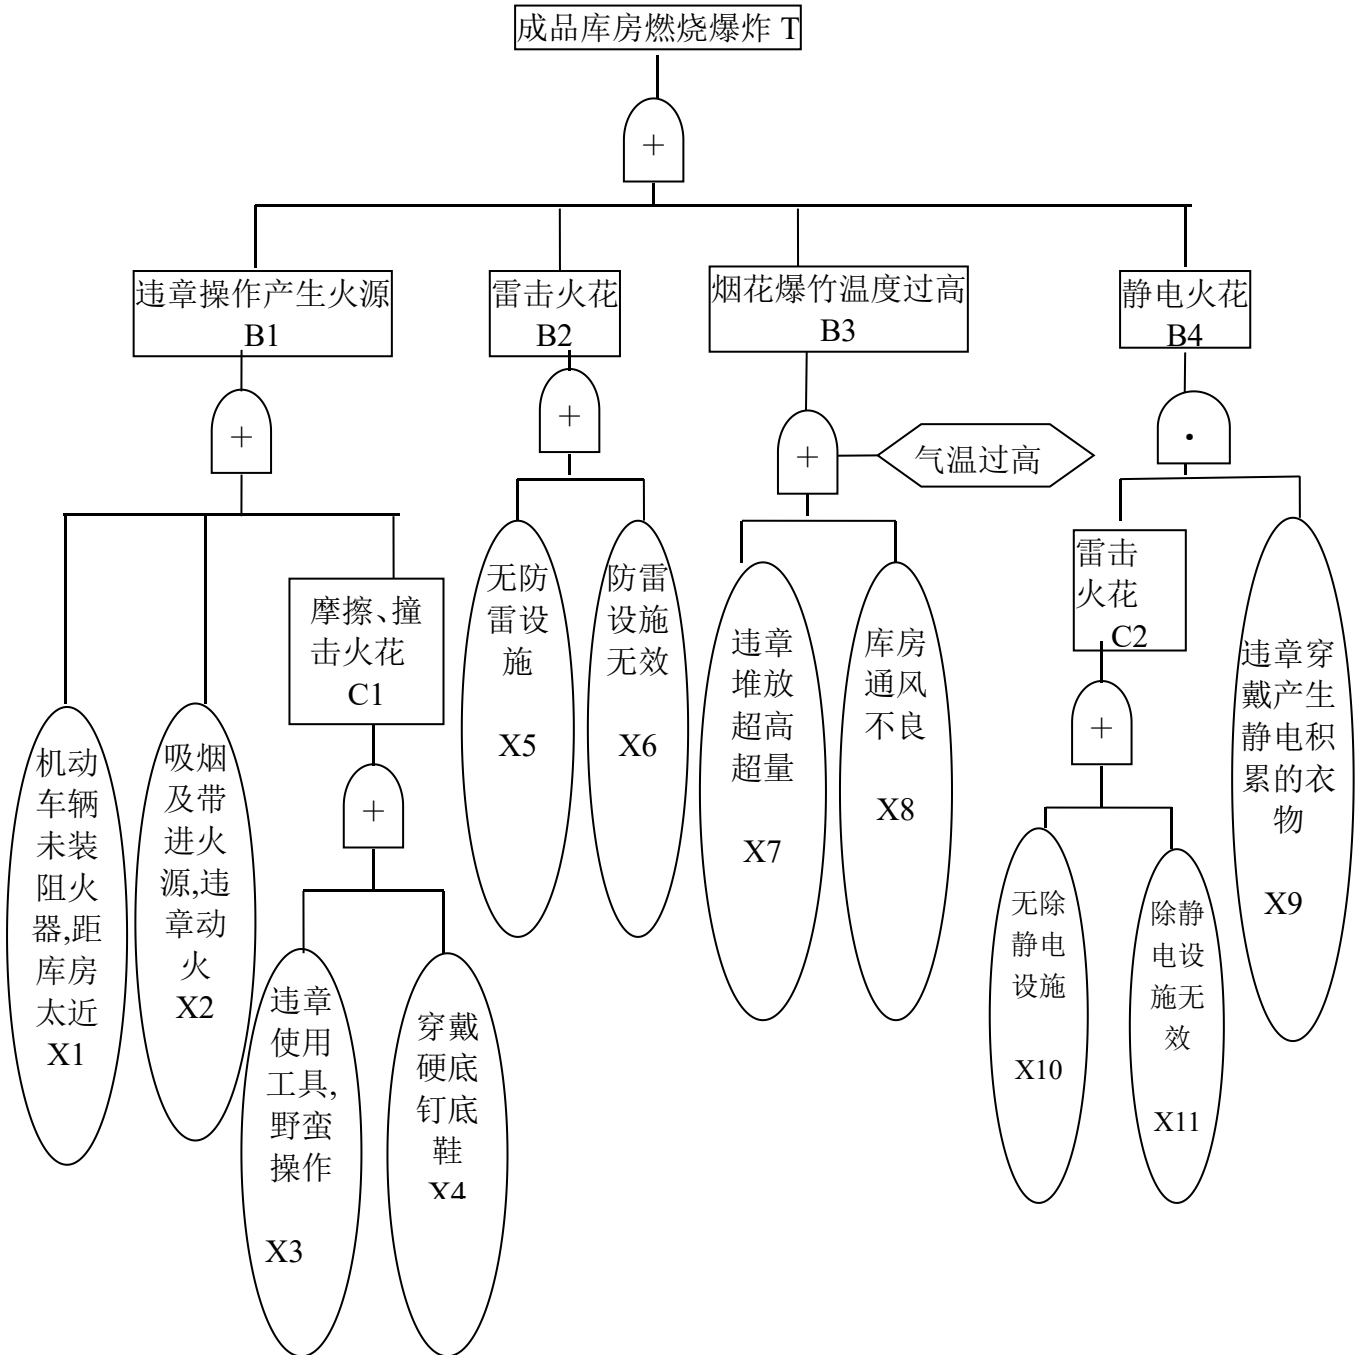 成品库房燃烧爆炸 T
+
违章操作产生火源
B1
雷击火花
B2
烟花爆竹温度过高
B3
静电火花
B4
+
+
+
气温过高
·
摩擦、撞
击火花
C1
雷击
火花
C2
+
+
机动
车辆
未装
阻火
器,距
库房
太近
X1
吸烟
及带
进火
源,违
章动
火
X2
违章
使用
工具,
野蛮
操作
X3
穿戴
硬底
钉底
鞋
X4
无防
雷设
施
X5
防雷
设施
无效
X6
违章
堆放
超高
超量
X7
库房
通风
不良
X8
无除
静电
设施
X10
除静
电设
施无
效
X11
违章穿
戴产生
静电积
累的衣
物
X9